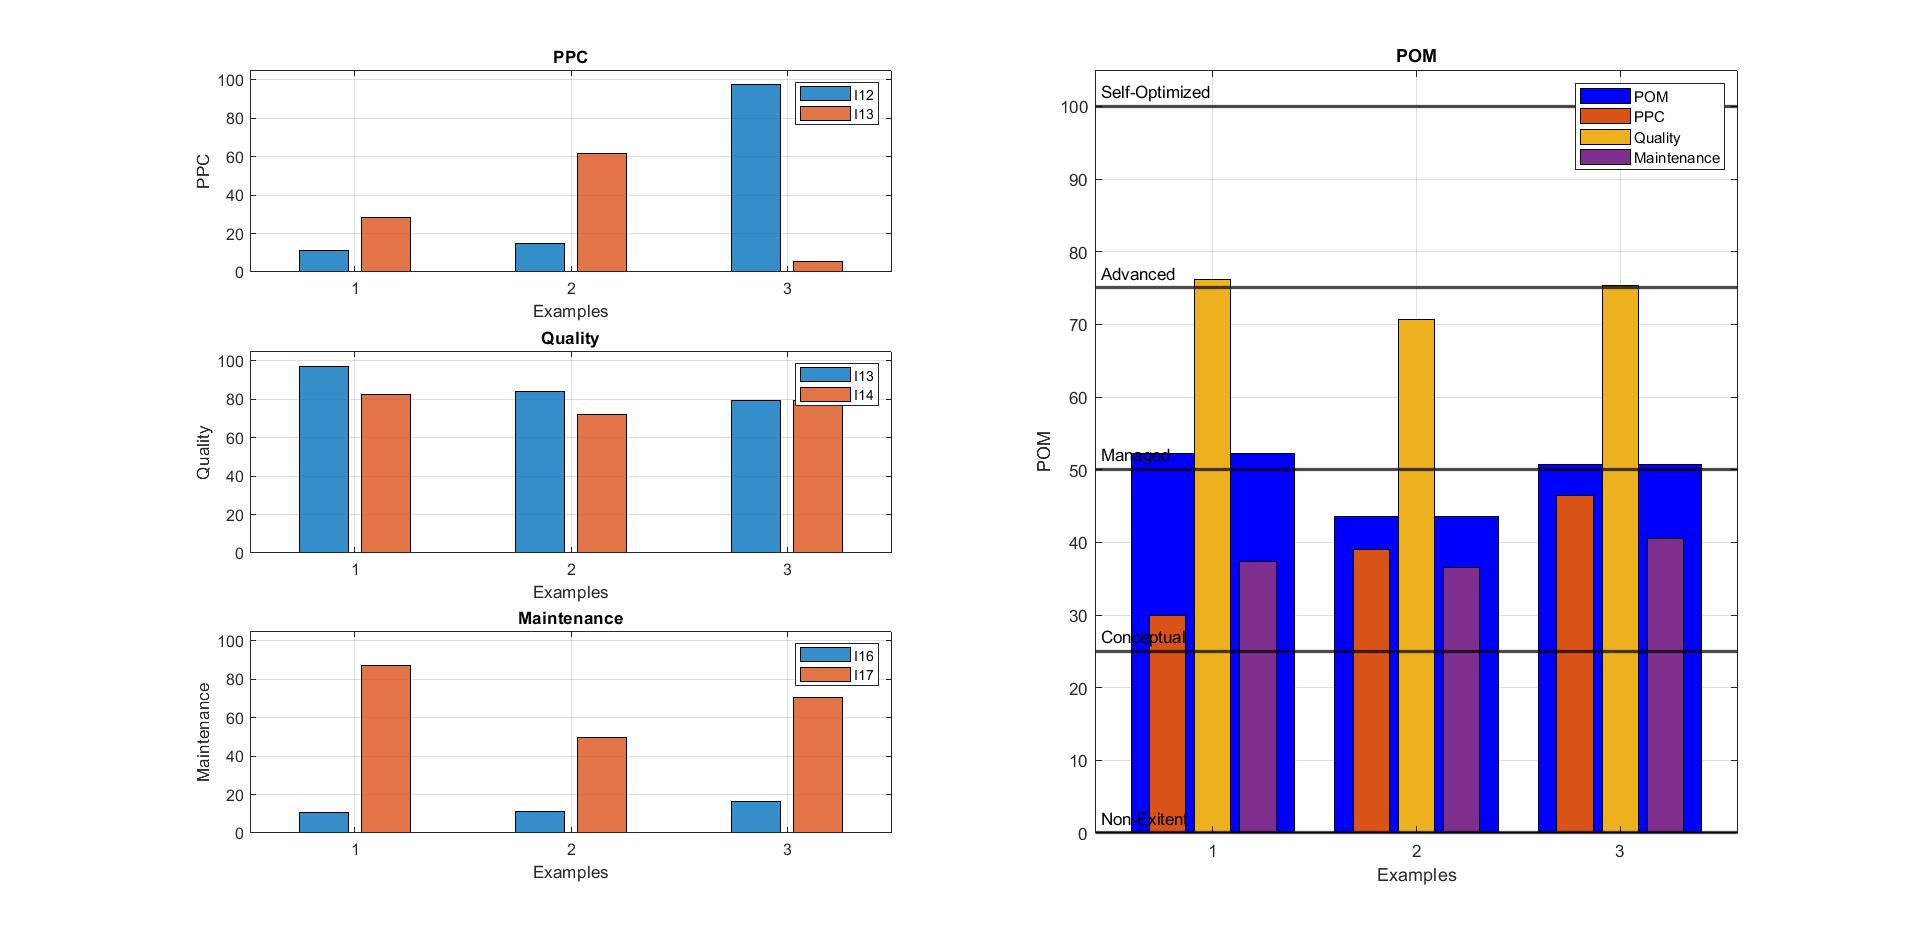 PPC
100
80
60
40
20
0
PPC
I12
I13
1 2 3
Examples
Quality
100
80
60
40
20
0
Quality
I13
I14
1 2 3
Examples
Maintenance
100
80
60
40
20
0
Maintenance
I16
I17
1 2 3
Examples
POM
Self-Optimized
Advanced
Managed
Conceptual
Non-Exitent
100
90
80
70
60
50
40
30
20
10
0
POM
POM
PPC
Quality
Maintenance
1 2 3
Examples